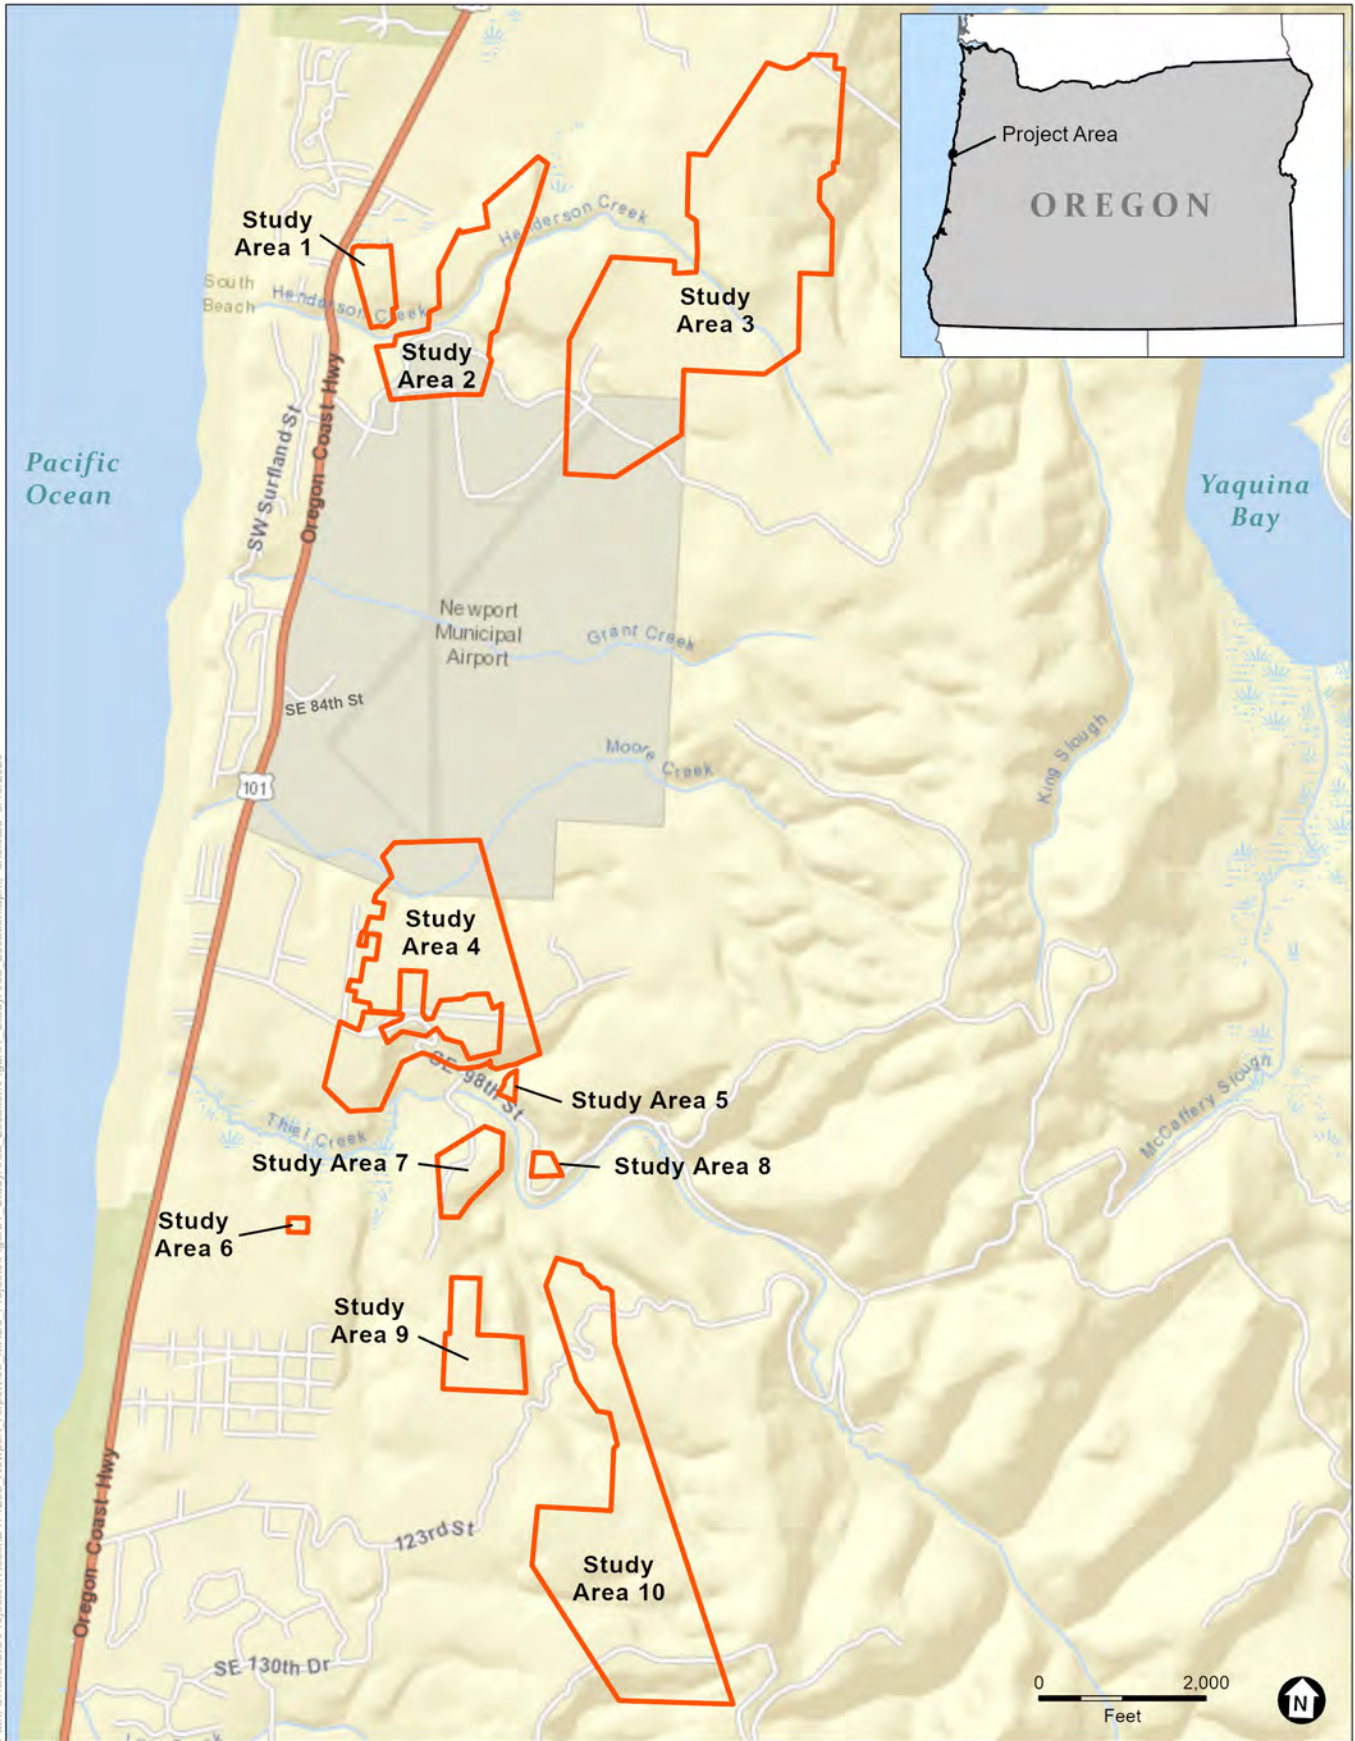 Project Area
OREGON
Study
Area 1
Henderson Creek
South
Beach
Henderson Creek
Study
Area 3
Study
Area 2
Oregon Coast Hwy
SW Surfland St
Pacific
Ocean
Yaquina
Bay
Newport
Municipal
Airport
Grant Creek
SE 84th St
Moore Creek
King Slough
101
Study
Area 4
SE 98th St
Study Area 5
Thiel Creek
McCaffery Slough
Study Area 7
Study Area 8
Study
Area 6
Study
Area 9
Oregon Coast Hwy
123rd St
Study
Area 10
SE 130th Dr
0 2,000
Feet
N